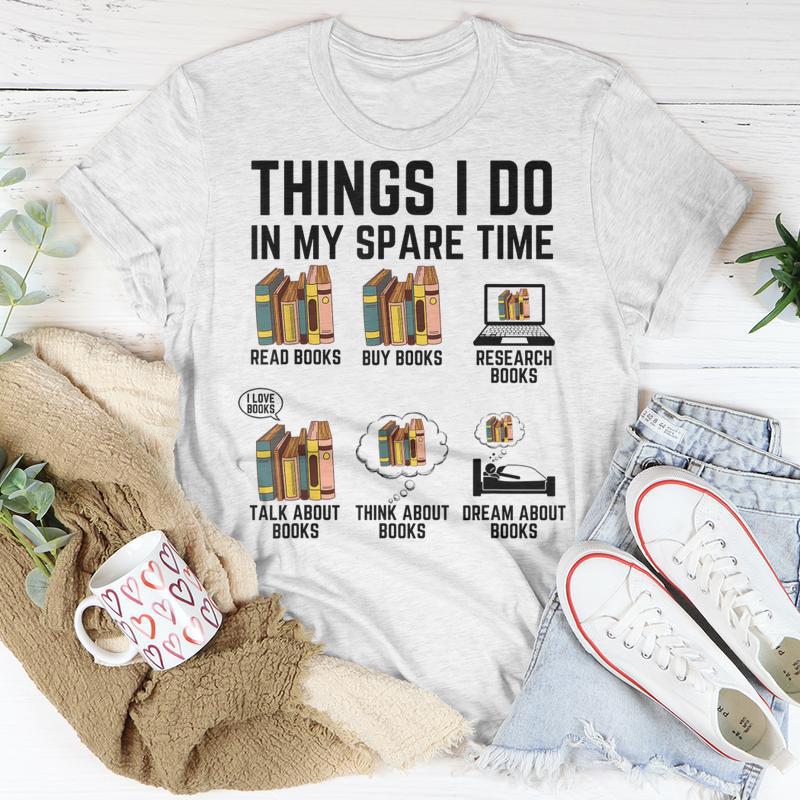 THINGS I DO
IN MY SPARE TIME
READ BOOKS
BUY BOOKS
RESEARCH
BOOKS
I LOVE
BOOKS
TALK ABOUT
BOOKS
THINK ABOUT
BOOKS
DREAM ABOUT
BOOKS